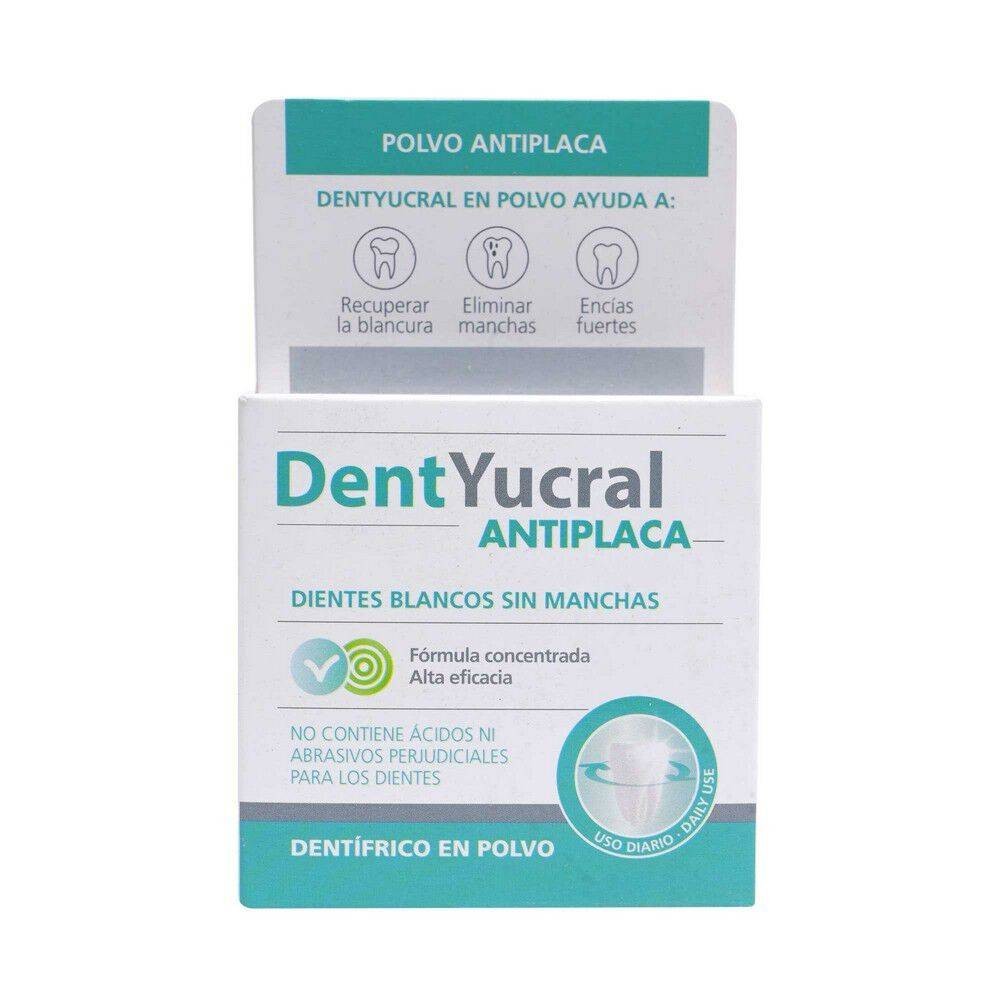 POLVO ANTIPLACA
DENTYUCRAL EN POLVO AYUDA A:
Recuperar
la blancura
Eliminar
manchas
Encías
fuertes
DentYucral
ANTIPLACA
DIENTES BLANCOS SIN MANCHAS
Fórmula concentrada
Alta eficacia
NO CONTIENE ÁCIDOS NI
ABRASIVOS PERJUDICIALES
PARA LOS DIENTES
USO DIARIO · DAILY USE
DENTÍFRICO EN POLVO